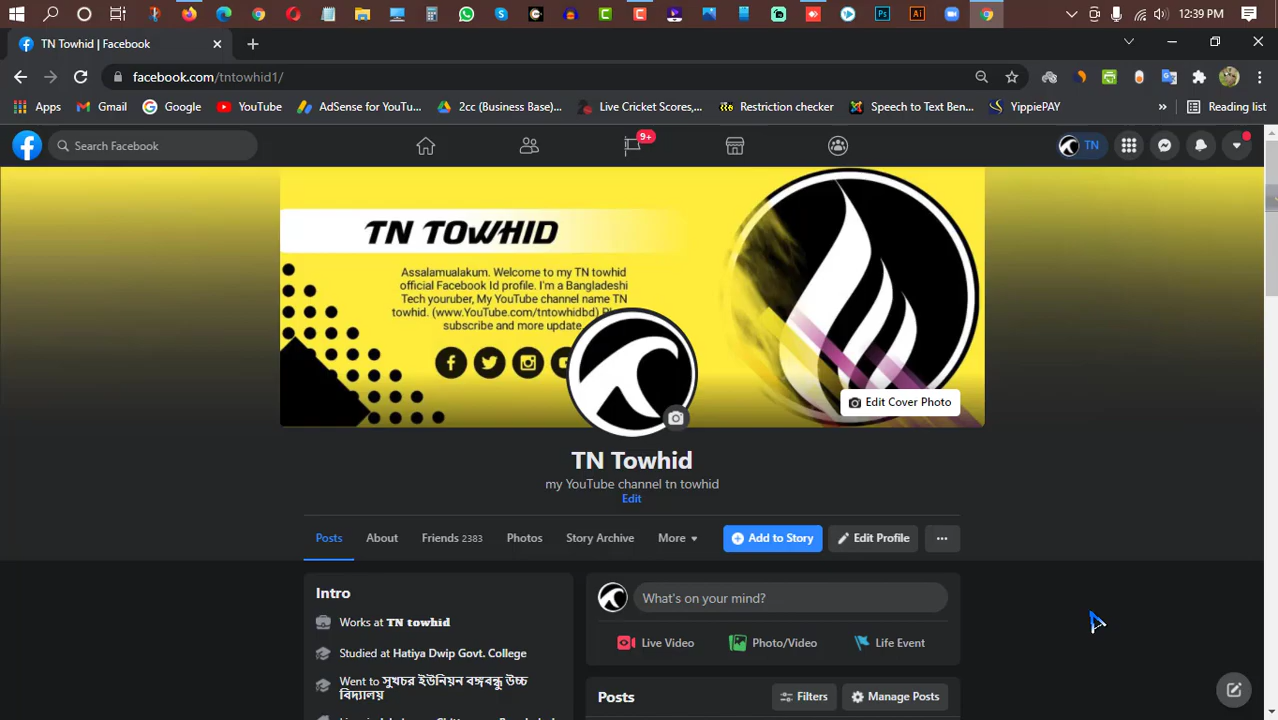 12:39 PM
TN Towhid | Facebook
facebook.com/tntowhid1/
Apps
Gmail
Google
YouTube
AdSense for YouTu...
2cc (Business Base)...
Live Cricket Scores,...
Restriction checker
Speech to Text Ben...
YippiePAY
»
Reading list
Search Facebook
9+
TN
TN TOWHID
Assalamualakum. Welcome to my TN towhid
official Facebook Id profile. I'm a Bangladeshi
Tech youruber, My YouTube channel name TN
towhid. (www.YouTube.com/tntowhidbd)
subscribe and more update.
Edit Cover Photo
TN Towhid
my YouTube channel tn towhid
Edit
Posts
About
Friends 2383
Photos
Story Archive
More
Add to Story
Edit Profile
Intro
What's on your mind?
Works at TN towhid
Live Video
Photo/Video
Life Event
Studied at Hatiya Dwip Govt. College
Went to সুখচর ইউনিয়ন বঙ্গবন্ধু উচ্চ
বিদ্যালয়
Posts
Filters
Manage Posts